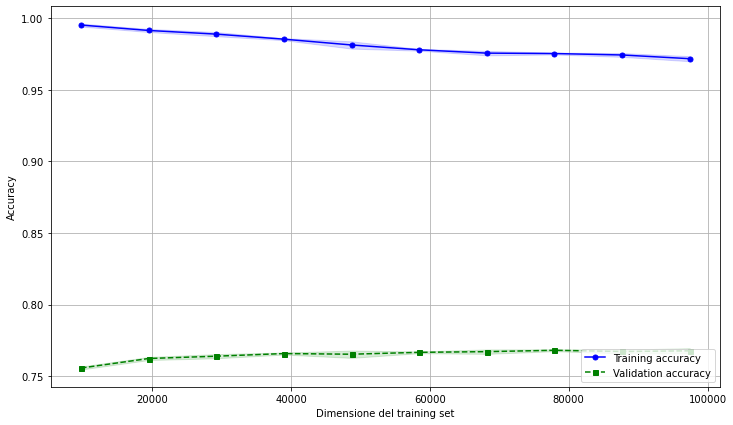 1.00
0.95
0.90
0.85
0.80
0.75
Accuracy
20000
40000
60000
80000
100000
Dimensione del training set
Training accuracy
Validation accuracy